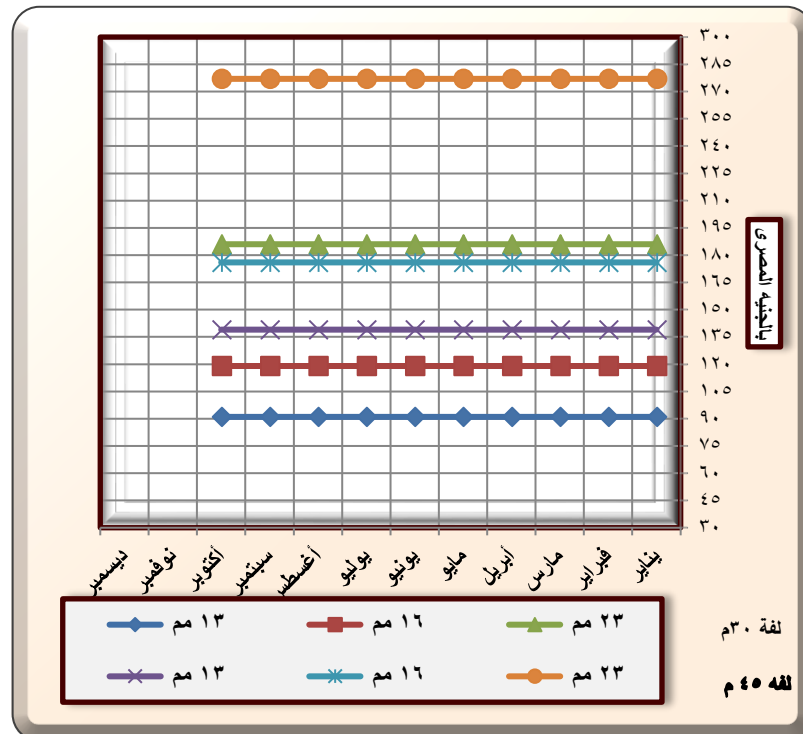 ٣٠٠
٢٨٥
٢٧٠
٢٥٥
٢٤٠
٢٢٥
٢١٠
١٩٥
١٨٠
١٦٥
١٥٠
١٣٥
١٢٠
١٠٥
٩٠
٧٥
٦٠
٤٥
٣٠
بالجنيه المصرى
يناير
فبراير
مارس
أبريل
مايو
يونيو
يوليو
أغسطس
سبتمبر
أكتوبر
نوفمبر
ديسمبر
لفة ٣٠م
٢٣ مم ١٦ مم ١٣ مم
لفه ٤٥ م
٢٣ مم ١٦ مم ١٣ مم